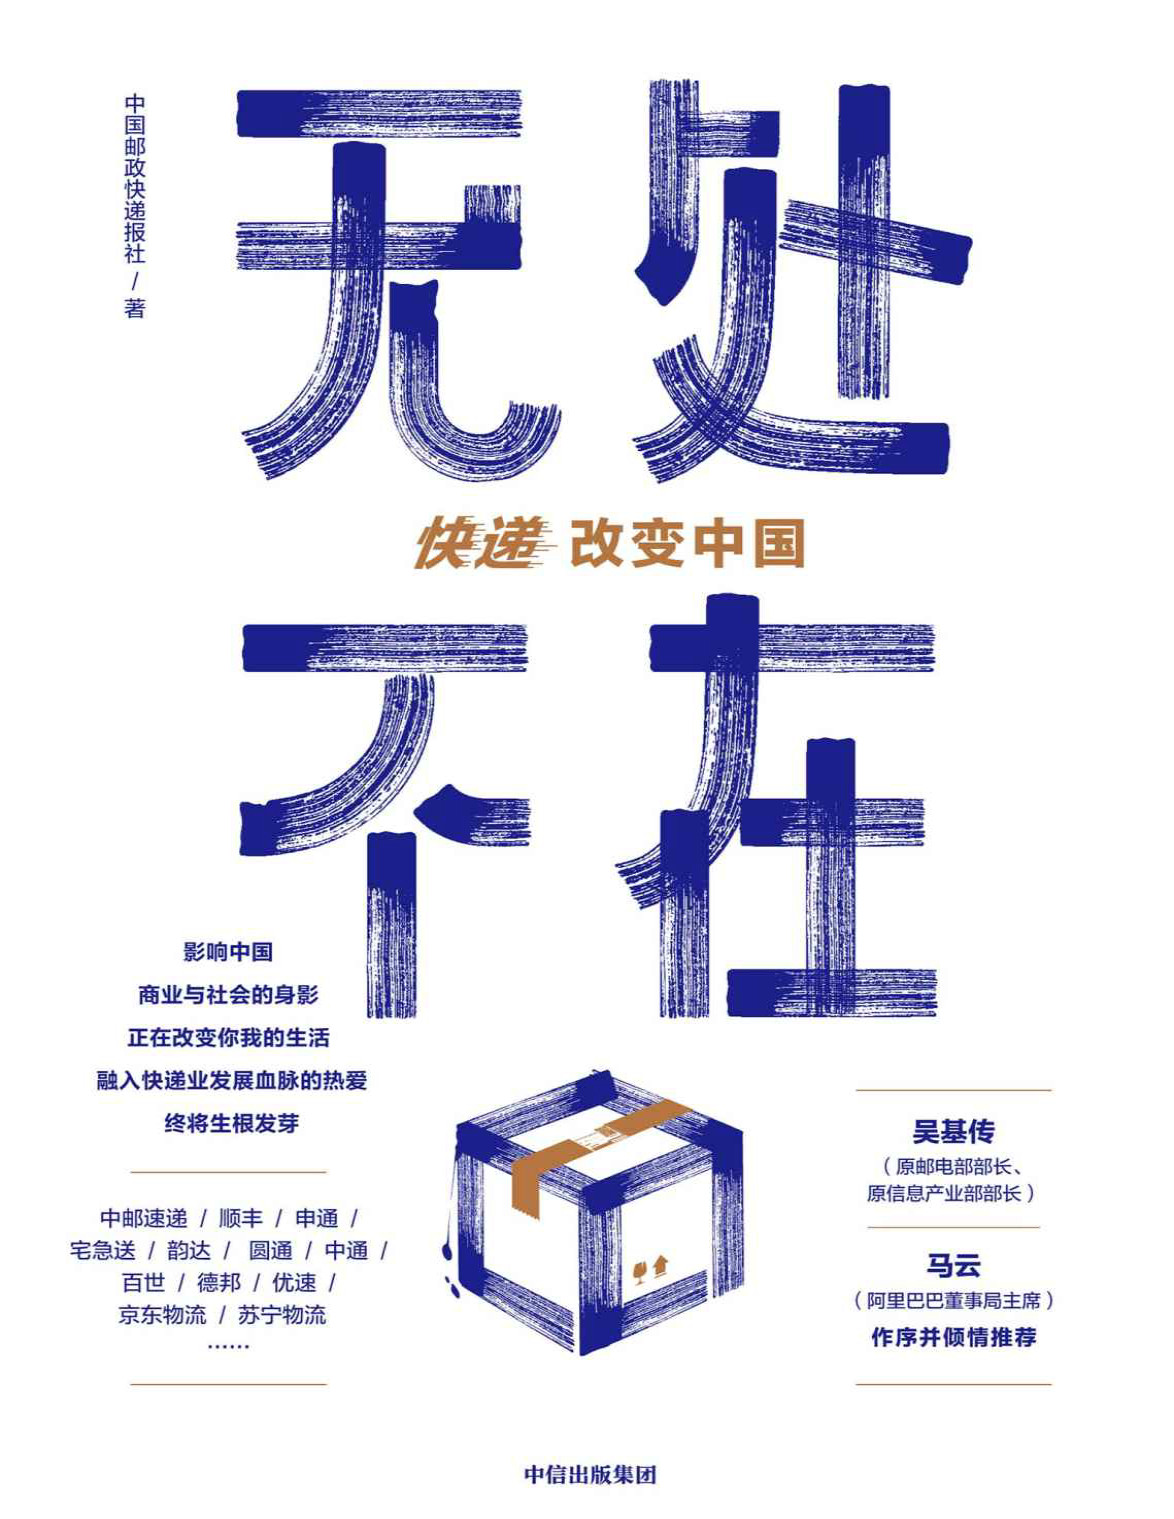 中国邮政快递报社 / 著
无处
快递改变中国
不在
影响中国
商业与社会的身影
正在改变你我的生活
融入快递业发展血脉的热爱
终将生根发芽
中邮速递 / 顺丰 / 申通 /
宅急送 / 韵达 / 圆通 / 中通 /
百世 / 德邦 / 优速 /
京东物流 / 苏宁物流
……
吴基传
（原邮电部部长、
原信息产业部部长）
马云
（阿里巴巴董事局主席）
作序并倾情推荐
中信出版集团